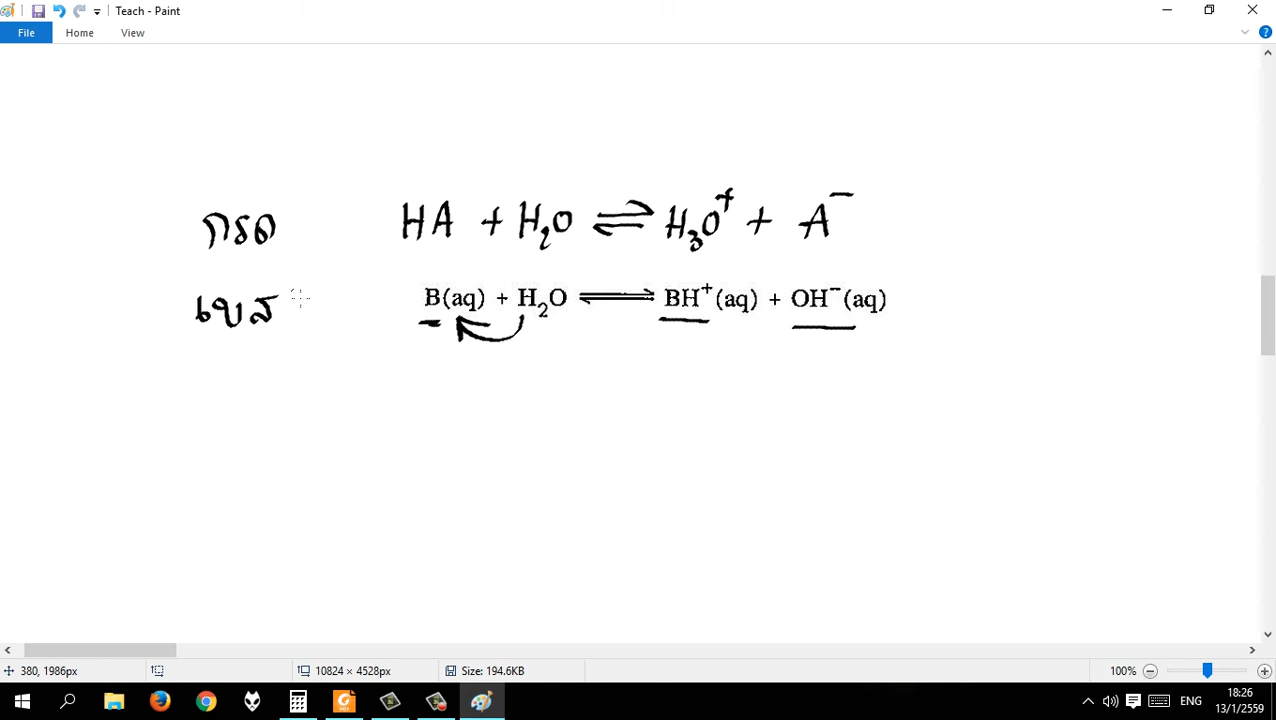 Teach - Paint
File Home View
กรด HA + H₂O ⇌ H₃O⁺ + A⁻
เบส B(aq) + H₂O ⇌ BH⁺(aq) + OH⁻(aq)
380, 1986px 10824 × 4528px Size: 194.6KB 100%
ENG 18:26
13/1/2559